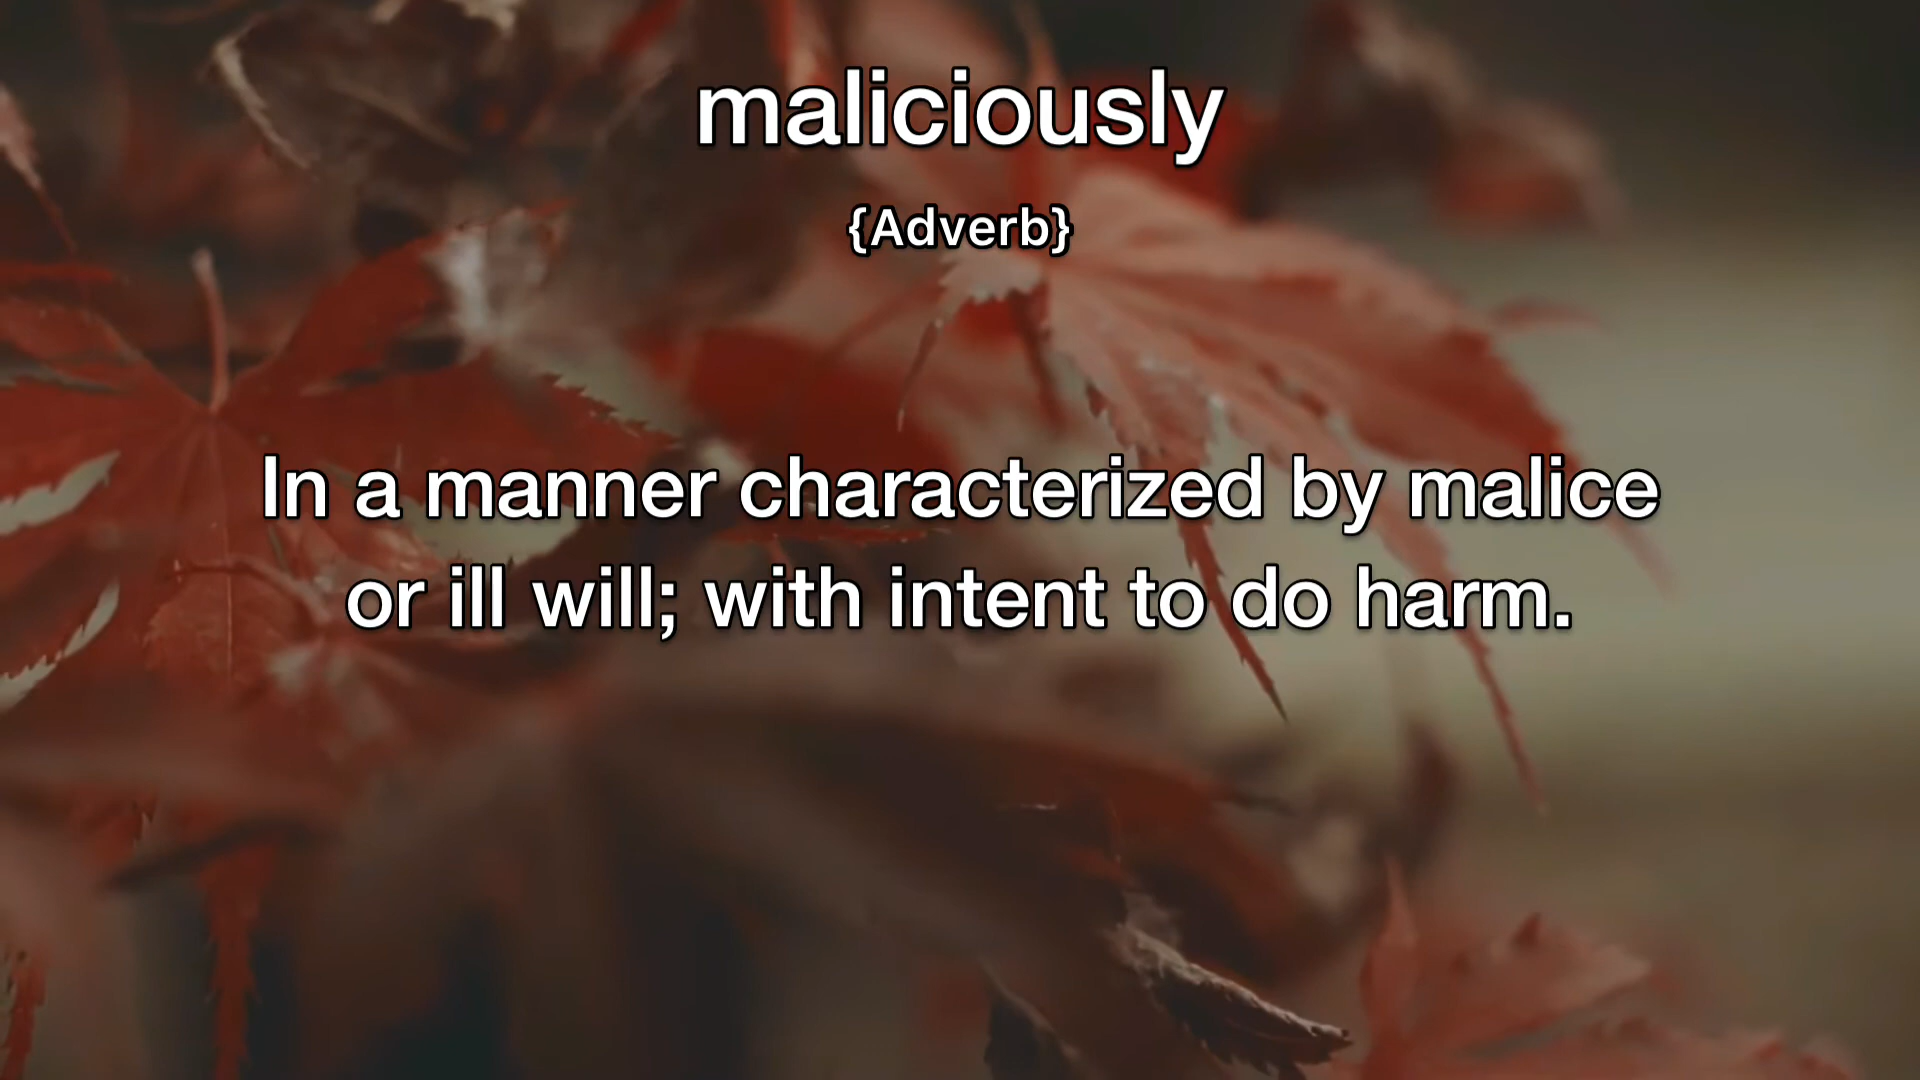 maliciously
{Adverb}
In a manner characterized by malice
or ill will; with intent to do harm.